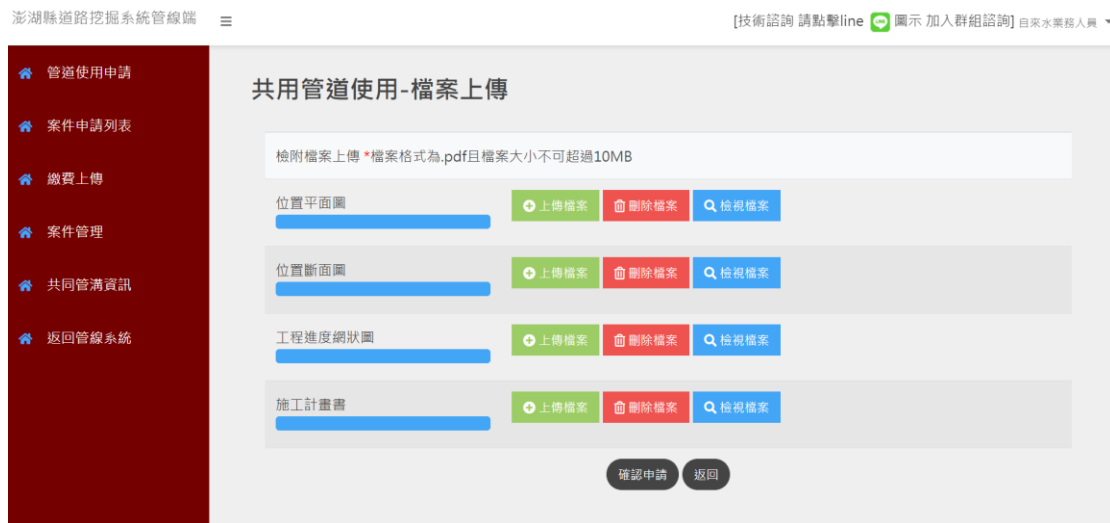 澎湖縣道路挖掘系統管線端
[技術諮詢 請點擊line 圖示 加入群組諮詢] 自來水業務人員
管道使用申請
案件申請列表
繳費上傳
案件管理
共同管溝資訊
返回管線系統
共用管道使用-檔案上傳
檢附檔案上傳 *檔案格式為.pdf且檔案大小不可超過10MB
位置平面圖
上傳檔案 刪除檔案 檢視檔案
位置斷面圖
上傳檔案 刪除檔案 檢視檔案
工程進度網狀圖
上傳檔案 刪除檔案 檢視檔案
施工計畫書
上傳檔案 刪除檔案 檢視檔案
確認申請 返回